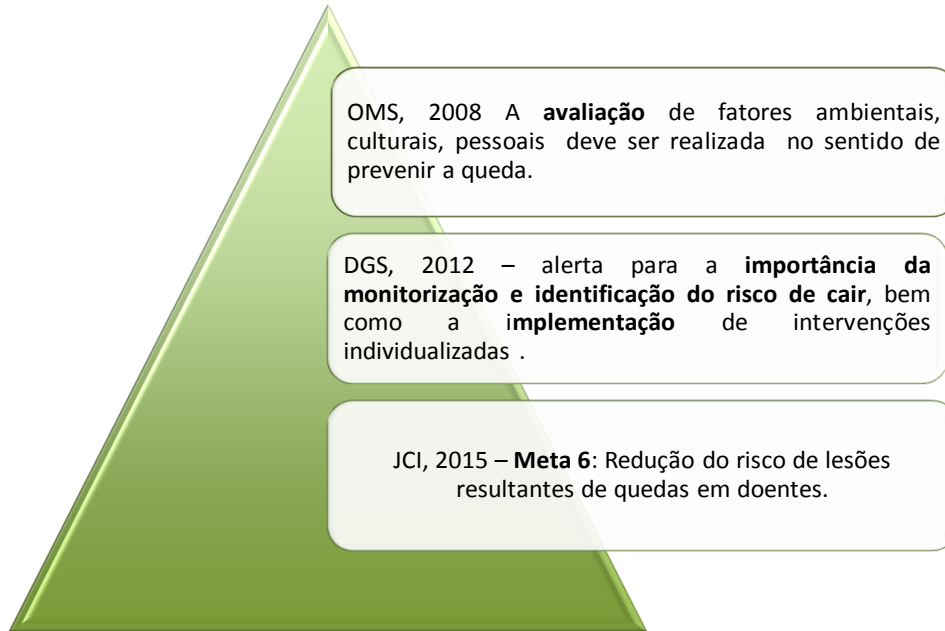 OMS, 2008 A avaliação de fatores ambientais,
culturais, pessoais deve ser realizada no sentido de
prevenir a queda.
DGS, 2012 – alerta para a importância da
monitorização e identificação do risco de cair, bem
como a implementação de intervenções
individualizadas .
JCI, 2015 – Meta 6: Redução do risco de lesões
resultantes de quedas em doentes.